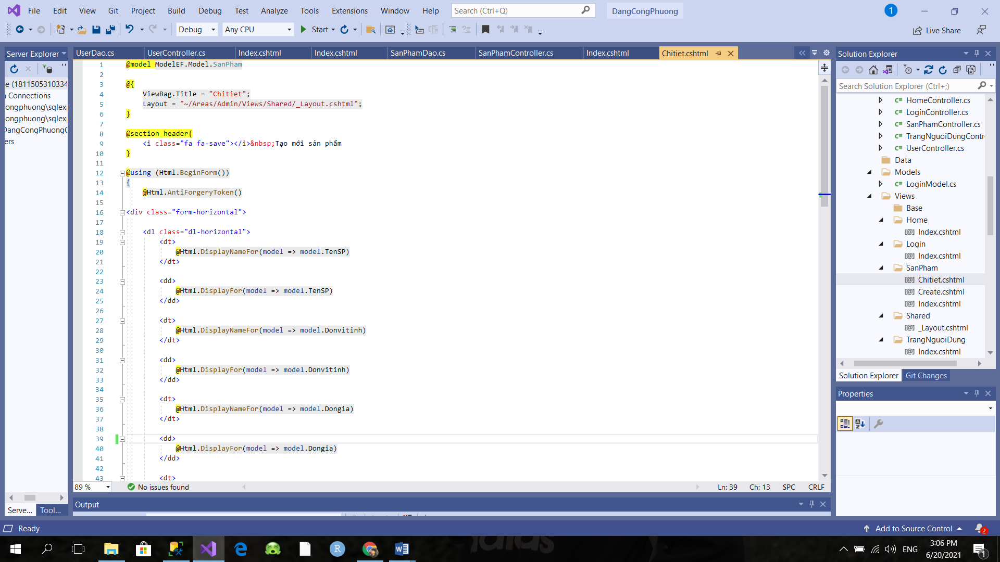 File Edit View Git Project Build Debug Test Analyze Tools Extensions Window Help Search (Ctrl+Q) DangCongPhuong 1
Debug Any CPU Start Live Share
Server Explorer
e (1811505310334
Connections
ongphuong\sqlexp
ongphuong\sqlex
DangCongPhuongC
ers
Serve... Tool...
UserDao.cs UserController.cs Index.cshtml Index.cshtml SanPhamDao.cs SanPhamController.cs Index.cshtml Chitiet.cshtml
1 @model ModelEF.Model.SanPham
2
3 @{
4 ViewBag.Title = "Chitiet";
5 Layout = "~/Areas/Admin/Views/Shared/_Layout.cshtml";
6 }
7
8 @section header{
9 <i class="fa fa-save"></i>&nbsp;Tạo mới sản phẩm
10 }
11
12 @using (Html.BeginForm())
13 {
14 @Html.AntiForgeryToken()
15
16 <div class="form-horizontal">
17
18 <dl class="dl-horizontal">
19 <dt>
20 @Html.DisplayNameFor(model => model.TenSP)
21 </dt>
22
23 <dd>
24 @Html.DisplayFor(model => model.TenSP)
25 </dd>
26
27 <dt>
28 @Html.DisplayNameFor(model => model.Donvitinh)
29 </dt>
30
31 <dd>
32 @Html.DisplayFor(model => model.Donvitinh)
33 </dd>
34
35 <dt>
36 @Html.DisplayNameFor(model => model.Dongia)
37 </dt>
38
39 <dd>
40 @Html.DisplayFor(model => model.Dongia)
41 </dd>
42
43 <dt>
89 % No issues found Ln: 39 Ch: 13 SPC CRLF
Output
Solution Explorer
Search Solution Explorer (Ctrl+;)
C# HomeController.cs
C# LoginController.cs
C# SanPhamController.cs
C# TrangNguoiDungContr
C# UserController.cs
Data
Models
C# LoginModel.cs
Views
Base
Home
[@] Index.cshtml
Login
[@] Index.cshtml
SanPham
[@] Chitiet.cshtml
[@] Create.cshtml
[@] Index.cshtml
Shared
[@] _Layout.cshtml
TrangNguoiDung
[@] Index.cshtml
Solution Explorer Git Changes
Properties
Ready Add to Source Control 2
ENG 3:06 PM 1
6/20/2021